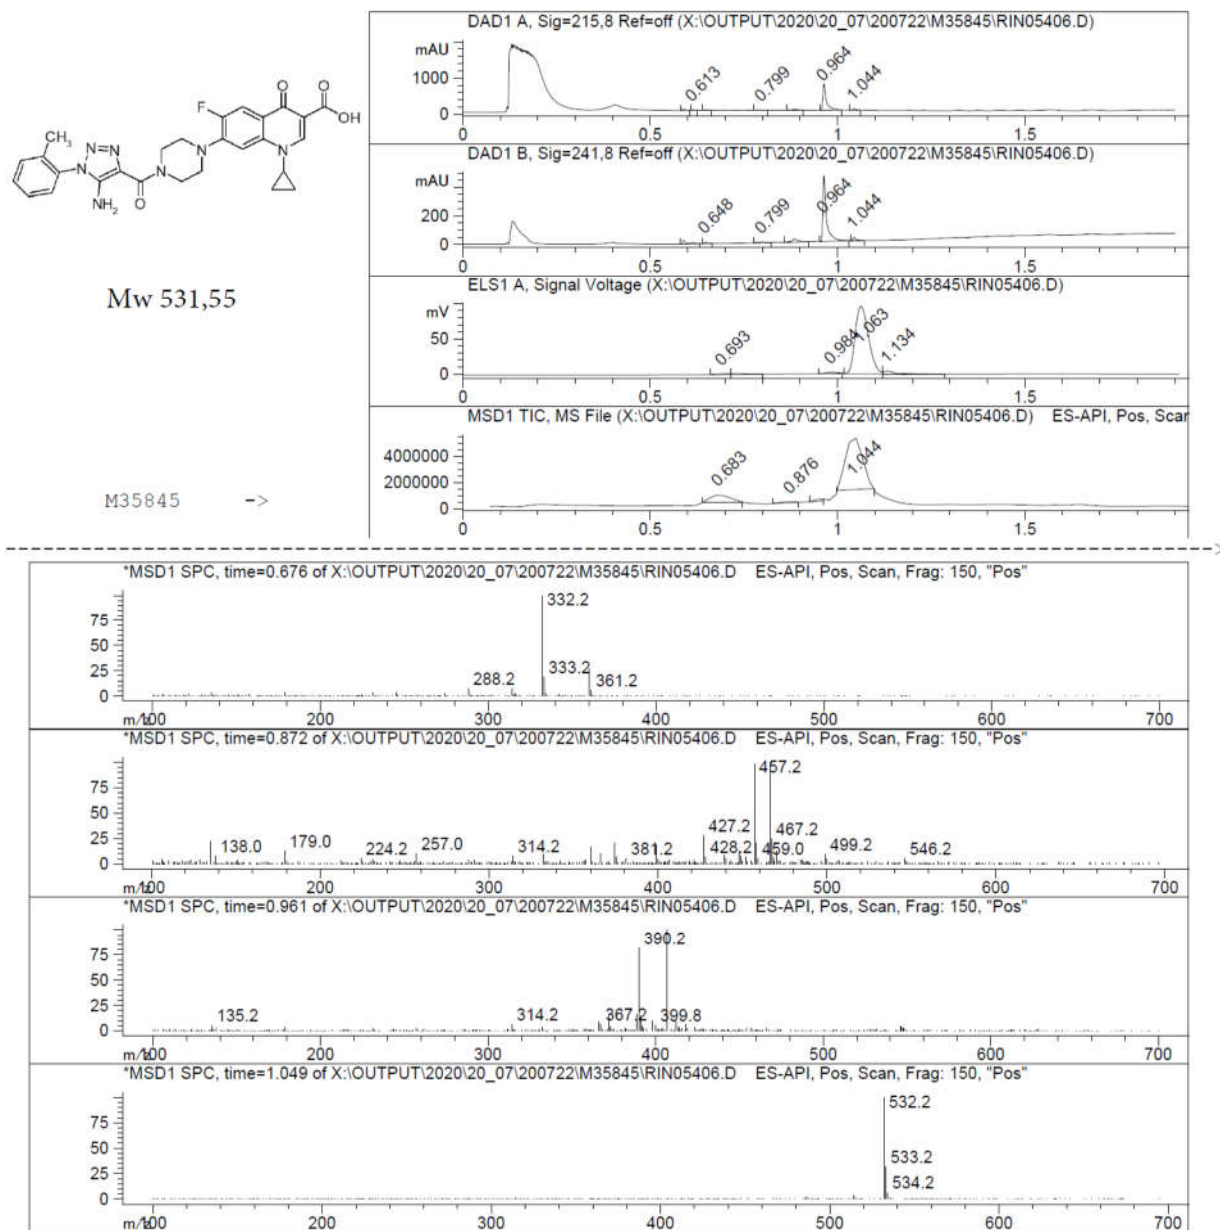 DAD1 A, Sig=215,8 Ref=off (X:\OUTPUT\2020\20_07\200722\M35845\RIN05406.D)
mAU
1000
0
0.613
0.799
0.964
1.044
0 0.5 1 1.5
DAD1 B, Sig=241,8 Ref=off (X:\OUTPUT\2020\20_07\200722\M35845\RIN05406.D)
mAU
200
0
0.648
0.799
0.964
1.044
0 0.5 1 1.5
ELS1 A, Signal Voltage (X:\OUTPUT\2020\20_07\200722\M35845\RIN05406.D)
mV
50
0
0.693
0.984
1.063
1.134
0 0.5 1 1.5
MSD1 TIC, MS File (X:\OUTPUT\2020\20_07\200722\M35845\RIN05406.D) ES-API, Pos, Scar
4000000
2000000
0
0.683
0.876
1.044
0 0.5 1 1.5
F
O
O
OH
CH3
N=N
N
N
N
N
N
NH2
O
Mw 531,55
M35845 ->
*MSD1 SPC, time=0.676 of X:\OUTPUT\2020\20_07\200722\M35845\RIN05406.D ES-API, Pos, Scan, Frag: 150, "Pos"
75
50
25
0
332.2
333.2
288.2
361.2
m/z 100 200 300 400 500 600 700
*MSD1 SPC, time=0.872 of X:\OUTPUT\2020\20_07\200722\M35845\RIN05406.D ES-API, Pos, Scan, Frag: 150, "Pos"
75
50
25
0
457.2
427.2
467.2
138.0 179.0 224.2 257.0 314.2 381.2 428.2 459.0 499.2 546.2
m/z 100 200 300 400 500 600 700
*MSD1 SPC, time=0.961 of X:\OUTPUT\2020\20_07\200722\M35845\RIN05406.D ES-API, Pos, Scan, Frag: 150, "Pos"
75
50
25
0
390.2
135.2 314.2 367.2 399.8
m/z 100 200 300 400 500 600 700
*MSD1 SPC, time=1.049 of X:\OUTPUT\2020\20_07\200722\M35845\RIN05406.D ES-API, Pos, Scan, Frag: 150, "Pos"
75
50
25
0
532.2
533.2
534.2
m/z 100 200 300 400 500 600 700